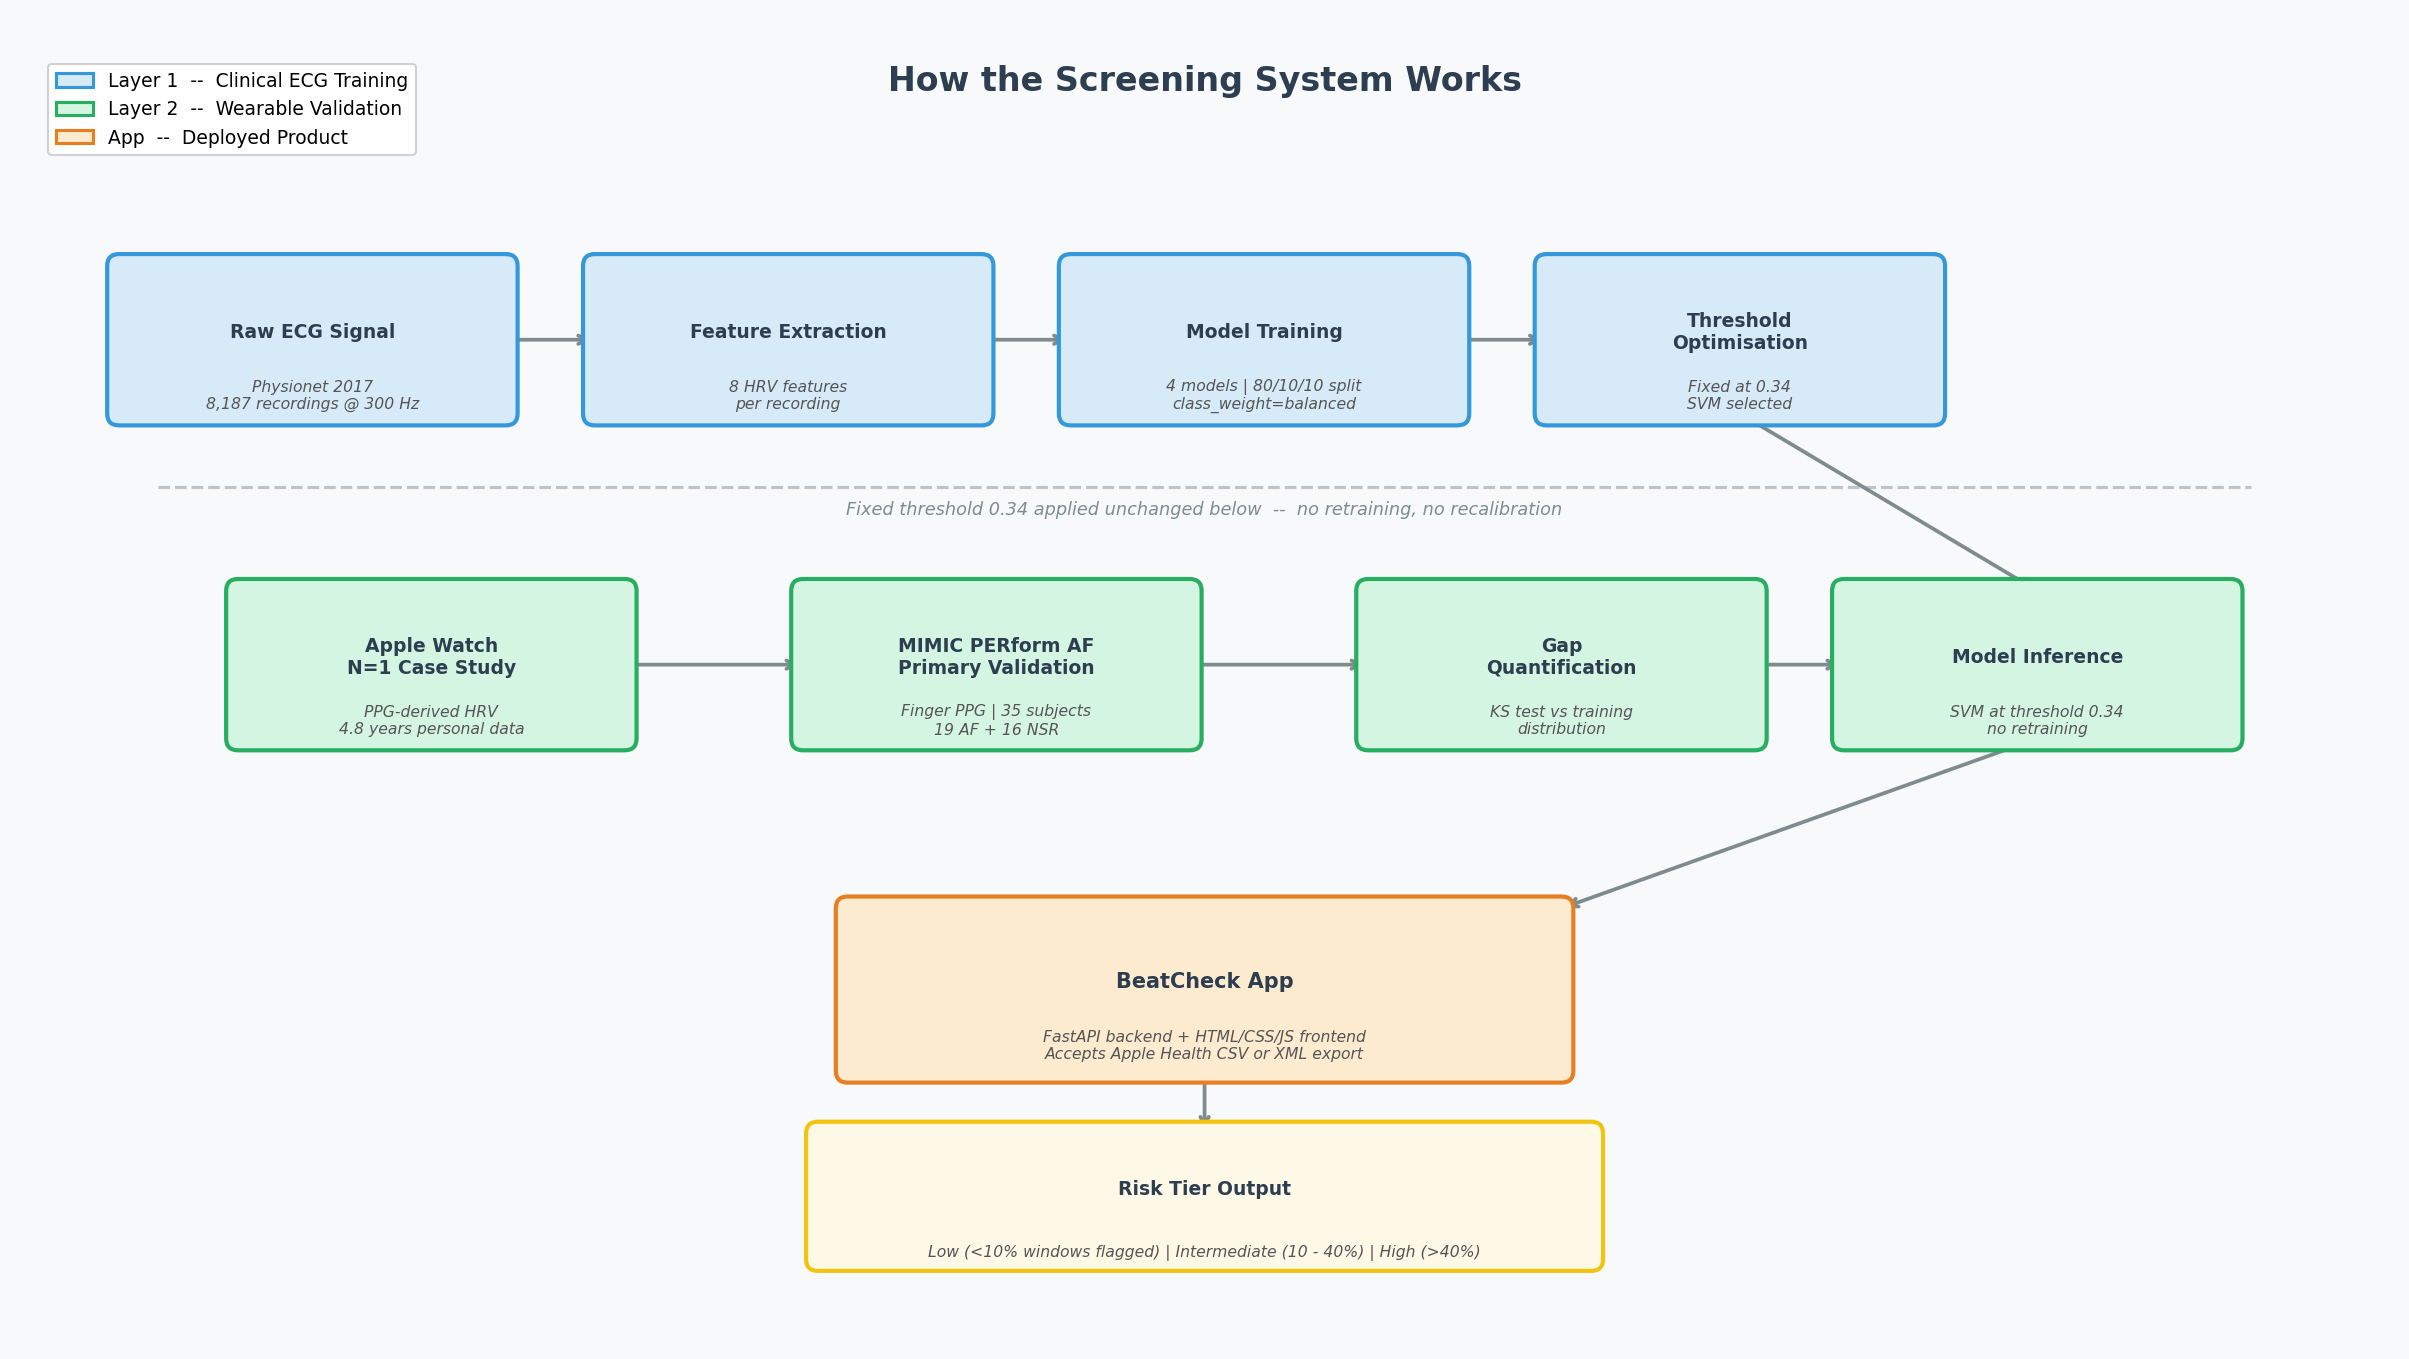 How the Screening System Works
Layer 1  --  Clinical ECG Training
Layer 2  --  Wearable Validation
App  --  Deployed Product
Raw ECG Signal
Physionet 2017
8,187 recordings @ 300 Hz
Feature Extraction
8 HRV features
per recording
Model Training
4 models | 80/10/10 split
class_weight=balanced
Threshold
Optimisation
Fixed at 0.34
SVM selected
Fixed threshold 0.34 applied unchanged below  --  no retraining, no recalibration
Apple Watch
N=1 Case Study
PPG-derived HRV
4.8 years personal data
MIMIC PERform AF
Primary Validation
Finger PPG | 35 subjects
19 AF + 16 NSR
Gap
Quantification
KS test vs training
distribution
Model Inference
SVM at threshold 0.34
no retraining
BeatCheck App
FastAPI backend + HTML/CSS/JS frontend
Accepts Apple Health CSV or XML export
Risk Tier Output
Low (<10% windows flagged) | Intermediate (10 - 40%) | High (>40%)